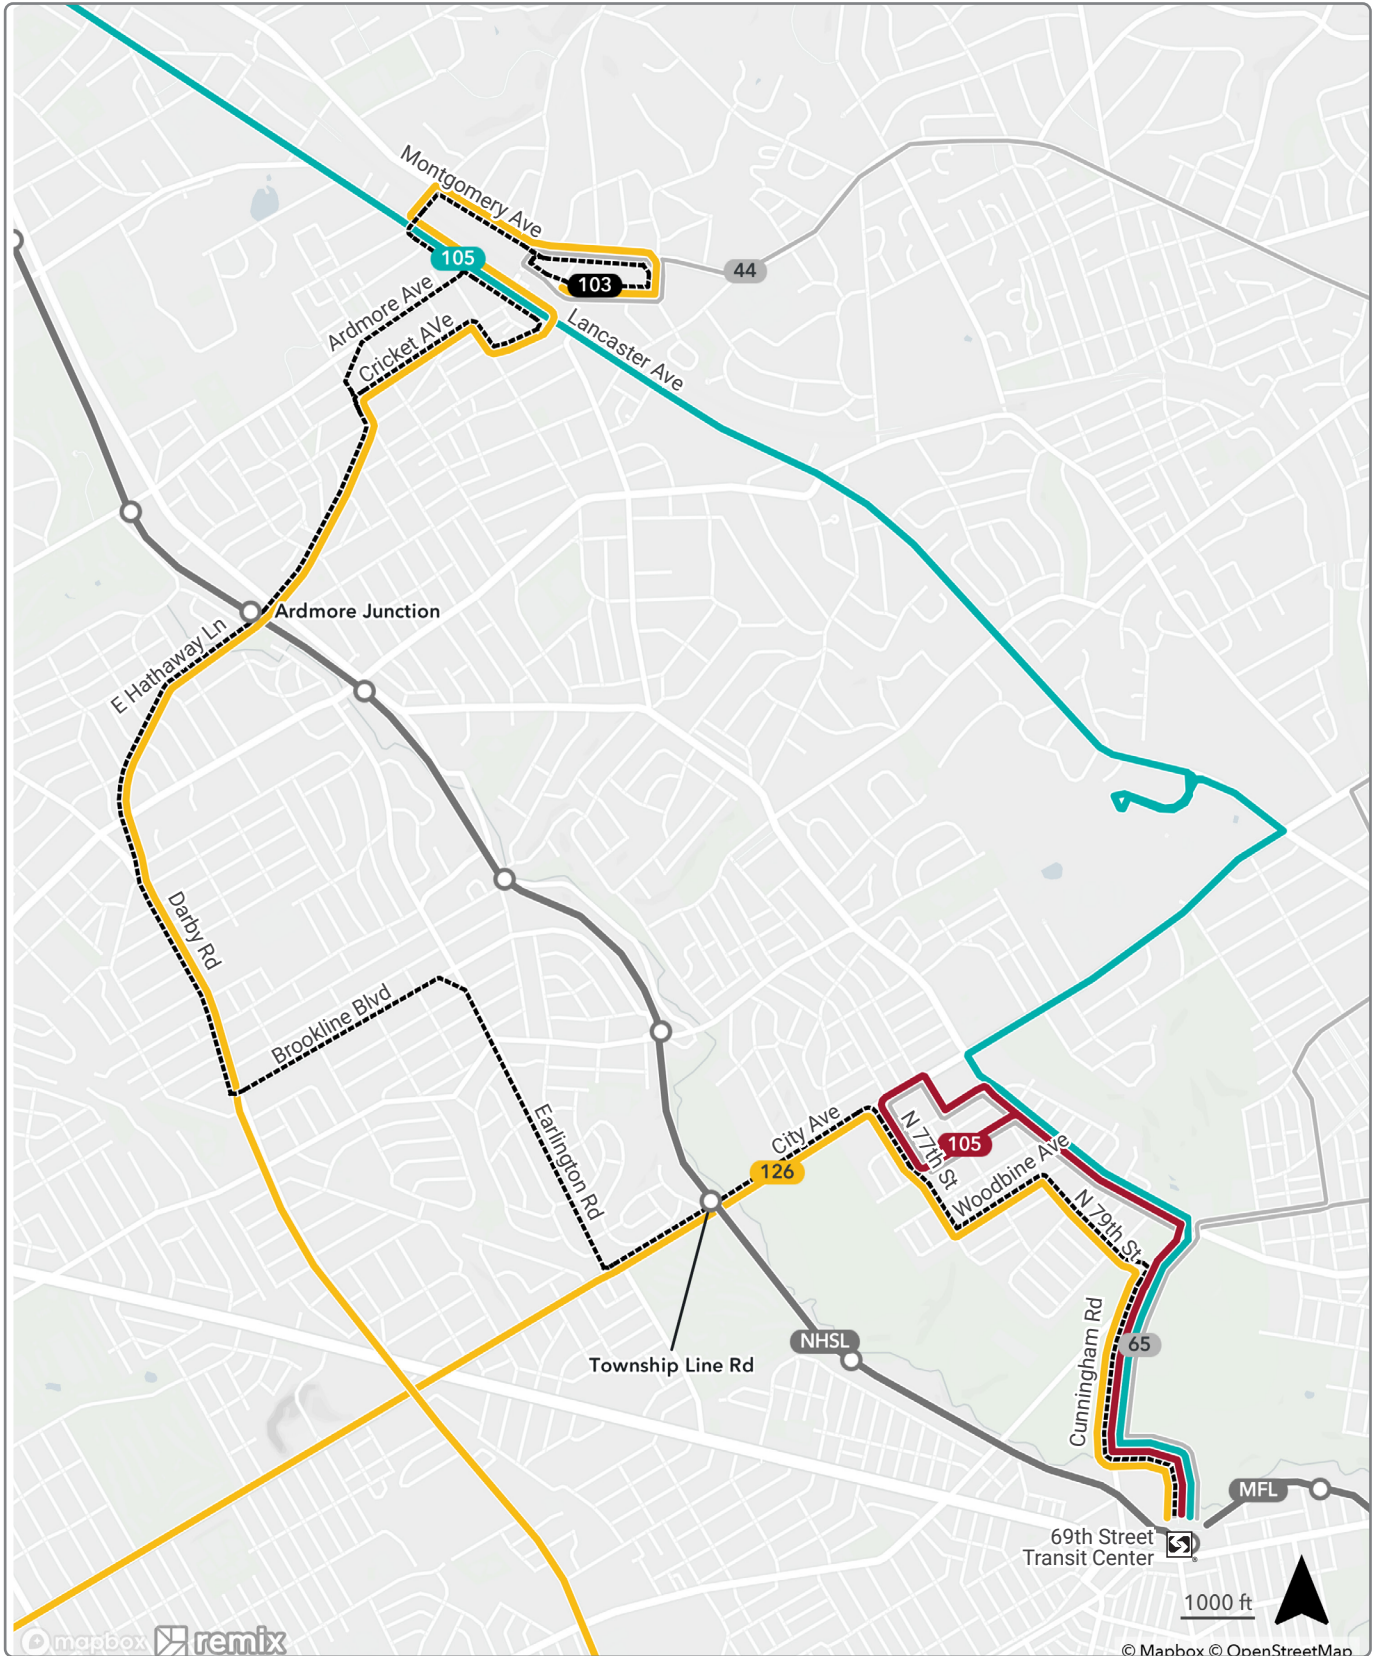 Montgomery Ave
105
103
44
Ardmore Ave
Cricket AVe
Lancaster Ave
Ardmore Junction
E Hathaway Ln
Darby Rd
Brookline Blvd
Earlington Rd
City Ave
126
N 77th St
105
Woodbine Ave
N 79th St
Township Line Rd
NHSL
Cunningham Rd
65
MFL
69th Street
Transit Center
1000 ft
mapbox remix
© Mapbox © OpenStreetMap